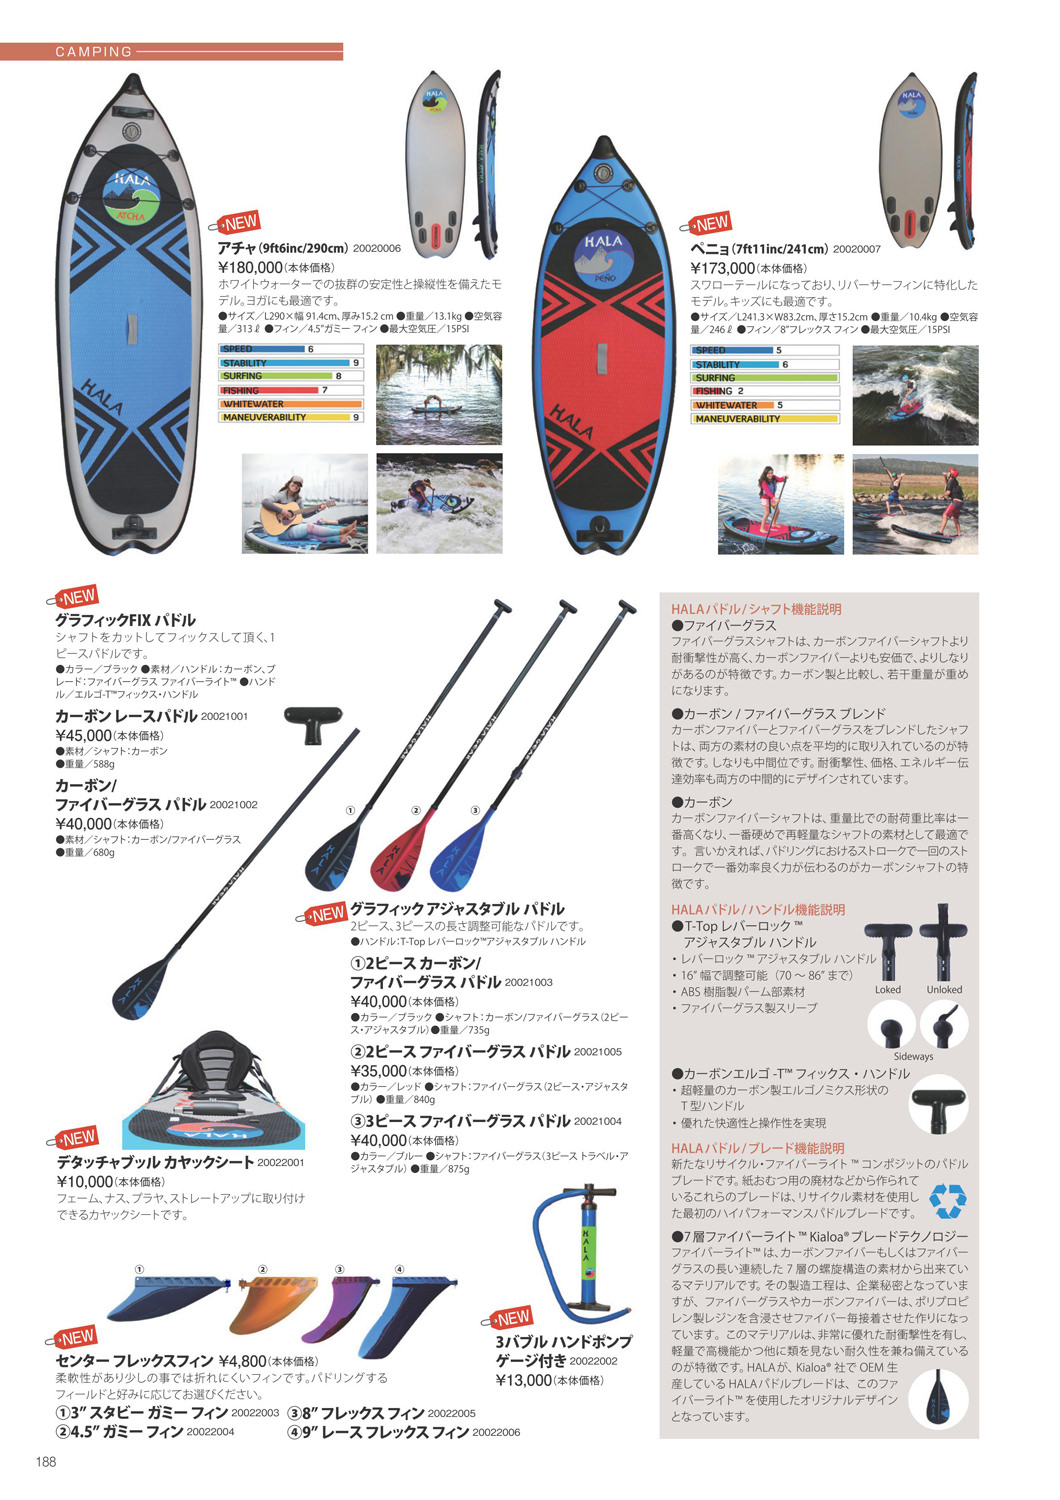 CAMPING
HALA
ATCHA
HALA
HALA
ATCHA
NEW
アチャ（9ft6inc/290cm） 20020006
¥180,000（本体価格）
ホワイトウォーターでの抜群の安定性と操縦性を備えたモ
デル。ヨガにも最適です。
●サイズ／L290×幅 91.4cm、厚み15.2 cm ●重量／13.1kg ●空気容
量／313ℓ ●フィン／4.5”ガミー フィン ●最大空気圧／15PSI
SPEED 6
STABILITY 9
SURFING 8
FISHING 7
WHITEWATER
MANEUVERABILITY 9
HALA
PEÑO
HALA
NEW
ペニョ（7ft11inc/241cm） 20020007
¥173,000（本体価格）
スワローテールになっており、リバーサーフィンに特化した
モデル。キッズにも最適です。
●サイズ／L241.3×W83.2cm、厚さ15.2cm ●重量／10.4kg ●空気容
量／246ℓ ●フィン／8”フレックス フィン ●最大空気圧／15PSI
SPEED 5
STABILITY 6
SURFING
FISHING 2
WHITEWATER 5
MANEUVERABILITY
NEW
グラフィックFIX パドル
シャフトをカットしてフィックスして頂く、1
ピースパドルです。
●カラー／ブラック ●素材／ハンドル：カーボン、ブ
レード：ファイバーグラス ファイバーライト™ ●ハンド
ル／エルゴ-T™フィックス・ハンドル
カーボン レースパドル 20021001
¥45,000（本体価格）
●素材／シャフト：カーボン
●重量／588g
カーボン/
ファイバーグラス パドル 20021002
¥40,000（本体価格）
●素材／シャフト：カーボン/ファイバーグラス
●重量／680g
HALA GEAR
HALA
HALA GEAR
HALA GEAR
HALA GEAR
① ② ③
HALA
HALA
HALA
NEW
グラフィック アジャスタブル パドル
2ピース、3ピースの長さ調整可能なパドルです。
●ハンドル：T-Top レバーロック™アジャスタブル ハンドル
①2ピース カーボン/
ファイバーグラス パドル 20021003
¥40,000（本体価格）
●カラー／ブラック ●シャフト：カーボン/ファイバーグラス（2ピー
ス・アジャスタブル）●重量／735g
②2ピース ファイバーグラス パドル 20021005
¥35,000（本体価格）
●カラー／レッド ●シャフト：ファイバーグラス（2ピース・アジャスタ
ブル） ●重量／840g
③3ピース ファイバーグラス パドル 20021004
¥40,000（本体価格）
●カラー／ブルー ●シャフト：ファイバーグラス（3ピース トラベル・ア
ジャスタブル） ●重量／875g
HALA
NEW
デタッチャブッル カヤックシート 20022001
¥10,000（本体価格）
フェーム、ナス、プラヤ、ストレートアップに取り付け
できるカヤックシートです。
① ② ③ ④
NEW
センター フレックスフィン ¥4,800（本体価格）
柔軟性があり少しの事では折れにくいフィンです。パドリングする
フィールドと好みに応じてお選びください。
①3” スタビー ガミー フィン 20022003 ③8” フレックス フィン 20022005
②4.5” ガミー フィン 20022004 ④9” レース フレックス フィン 20022006
HALA
NEW
3バブル ハンドポンプ
ゲージ付き 20022002
¥13,000（本体価格）
HALAパドル / シャフト機能説明
●ファイバーグラス
ファイバーグラスシャフトは、カーボンファイバーシャフトより
耐衝撃性が高く、カーボンファイバーよりも安価で、よりしなり
があるのが特徴です。カーボン製と比較し、若干重量が重め
になります。
●カーボン / ファイバーグラス ブレンド
カーボンファイバーとファイバーグラスをブレンドしたシャフ
トは、両方の素材の良い点を平均的に取り入れているのが特
徴です。しなりも中間位です。耐衝撃性、価格、エネルギー伝
達効率も両方の中間的にデザインされています。
●カーボン
カーボンファイバーシャフトは、重量比での耐荷重比率は一
番高くなり、一番硬めで再軽量なシャフトの素材として最適で
す。言いかえれば、パドリングにおけるストロークで一回のスト
ロークで一番効率良く力が伝わるのがカーボンシャフトの特
徴です。
HALAパドル / ハンドル機能説明
●T-Top レバーロック ™
アジャスタブル ハンドル
・レバーロック ™ アジャスタブル ハンドル
・16” 幅で調整可能（70 ～ 86” まで）
・ABS 樹脂製パーム部素材
・ファイバーグラス製スリーブ
Loked Unloked
Sideways
●カーボンエルゴ -T™ フィックス・ハンドル
・超軽量のカーボン製エルゴノミクス形状の
T 型ハンドル
・優れた快適性と操作性を実現
HALAパドル / ブレード機能説明
新たなリサイクル・ファイバーライト ™ コンポジットのパドル
ブレードです。紙おむつ用の廃材などから作られて
いるこれらのブレードは、リサイクル素材を使用し
た最初のハイパフォーマンスパドルブレードです。
●7 層ファイバーライト ™ Kialoa® ブレードテクノロジー
ファイバーライト™ は、カーボンファイバーもしくはファイバー
グラスの長い連続した 7 層の螺旋構造の素材から出来てい
るマテリアルです。その製造工程は、企業秘密となっていま
すが、ファイバーグラスやカーボンファイバーは、ポリプロピ
レン製レジンを含浸させファイバー毎接着させた作りになっ
ています。このマテリアルは、非常に優れた耐衝撃性を有し、
軽量で高機能かつ他に類を見ない耐久性を兼ね備えている
のが特徴です。HALAが、Kialoa® 社で OEM 生
産している HALAパドルブレードは、このファ
イバーライト™ を使用したオリジナルデザイン
となっています。
HALA
188